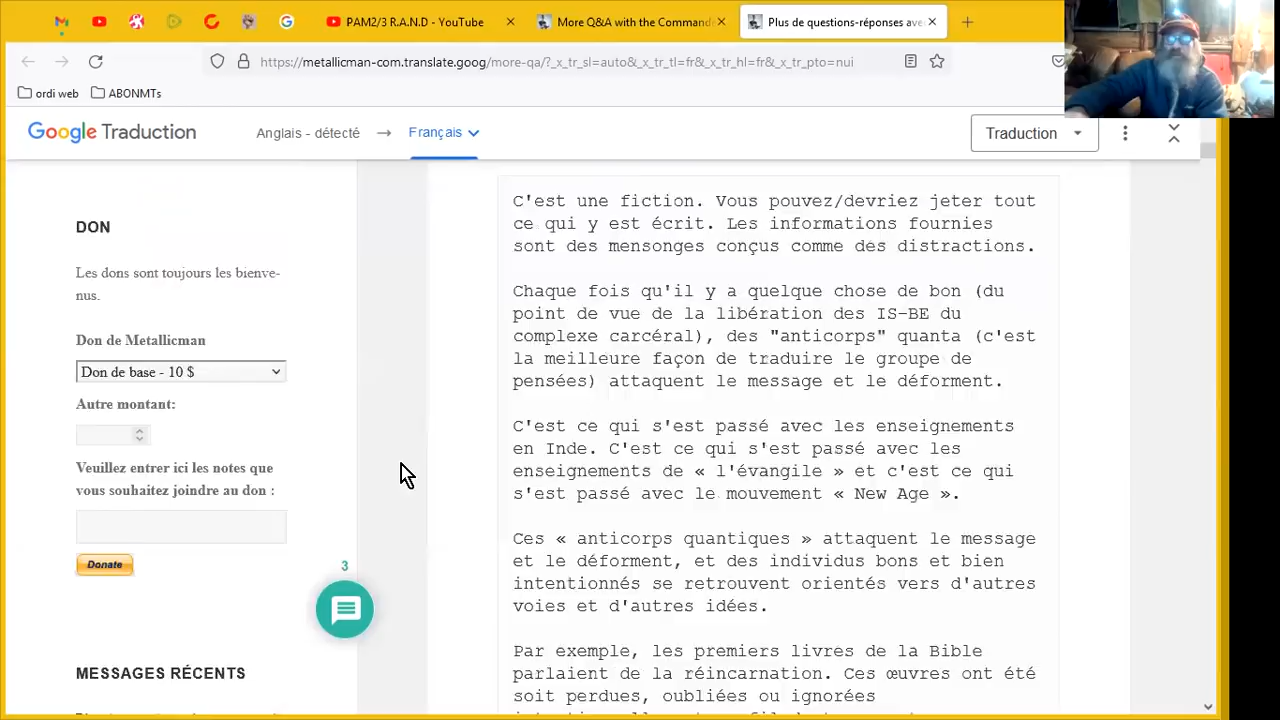 PAM2/3 R.A.N.D - YouTube
More Q&A with the Command
Plus de questions-réponses ave
https://metallicman-com.translate.goog/more-qa/?_x_tr_sl=auto&_x_tr_tl=fr&_x_tr_hl=fr&_x_tr_pto=nui
ordi web
ABONMTs
Google Traduction
Anglais - détecté
Français
Traduction
DON
Les dons sont toujours les bienve-
nus.
Don de Metallicman
Don de base - 10 $
Autre montant:
Veuillez entrer ici les notes que
vous souhaitez joindre au don :
Donate
3
MESSAGES RÉCENTS
C'est une fiction. Vous pouvez/devriez jeter tout
ce qui y est écrit. Les informations fournies
sont des mensonges conçus comme des distractions.
Chaque fois qu'il y a quelque chose de bon (du
point de vue de la libération des IS-BE du
complexe carcéral), des "anticorps" quanta (c'est
la meilleure façon de traduire le groupe de
pensées) attaquent le message et le déforment.
C'est ce qui s'est passé avec les enseignements
en Inde. C'est ce qui s'est passé avec les
enseignements de « l'évangile » et c'est ce qui
s'est passé avec le mouvement « New Age ».
Ces « anticorps quantiques » attaquent le message
et le déforment, et des individus bons et bien
intentionnés se retrouvent orientés vers d'autres
voies et d'autres idées.
Par exemple, les premiers livres de la Bible
parlaient de la réincarnation. Ces œuvres ont été
soit perdues, oubliées ou ignorées